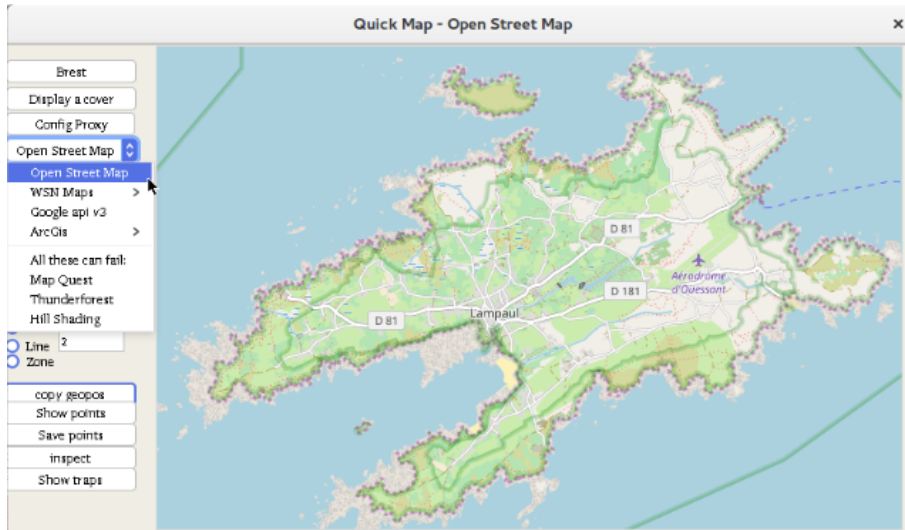 Quick Map - Open Street Map
×
Brest
Display a cover
Config Proxy
Open Street Map
Open Street Map
WSN Maps >
Google api v3
ArcGis >
All these can fail:
Map Quest
Thunderforest
Hill Shading
Line 2
Zone
copy geopos
Show points
Save points
inspect
Show traps
D 81
Aérodrome
d'Ouessant
D 181
Lampaul
D 81